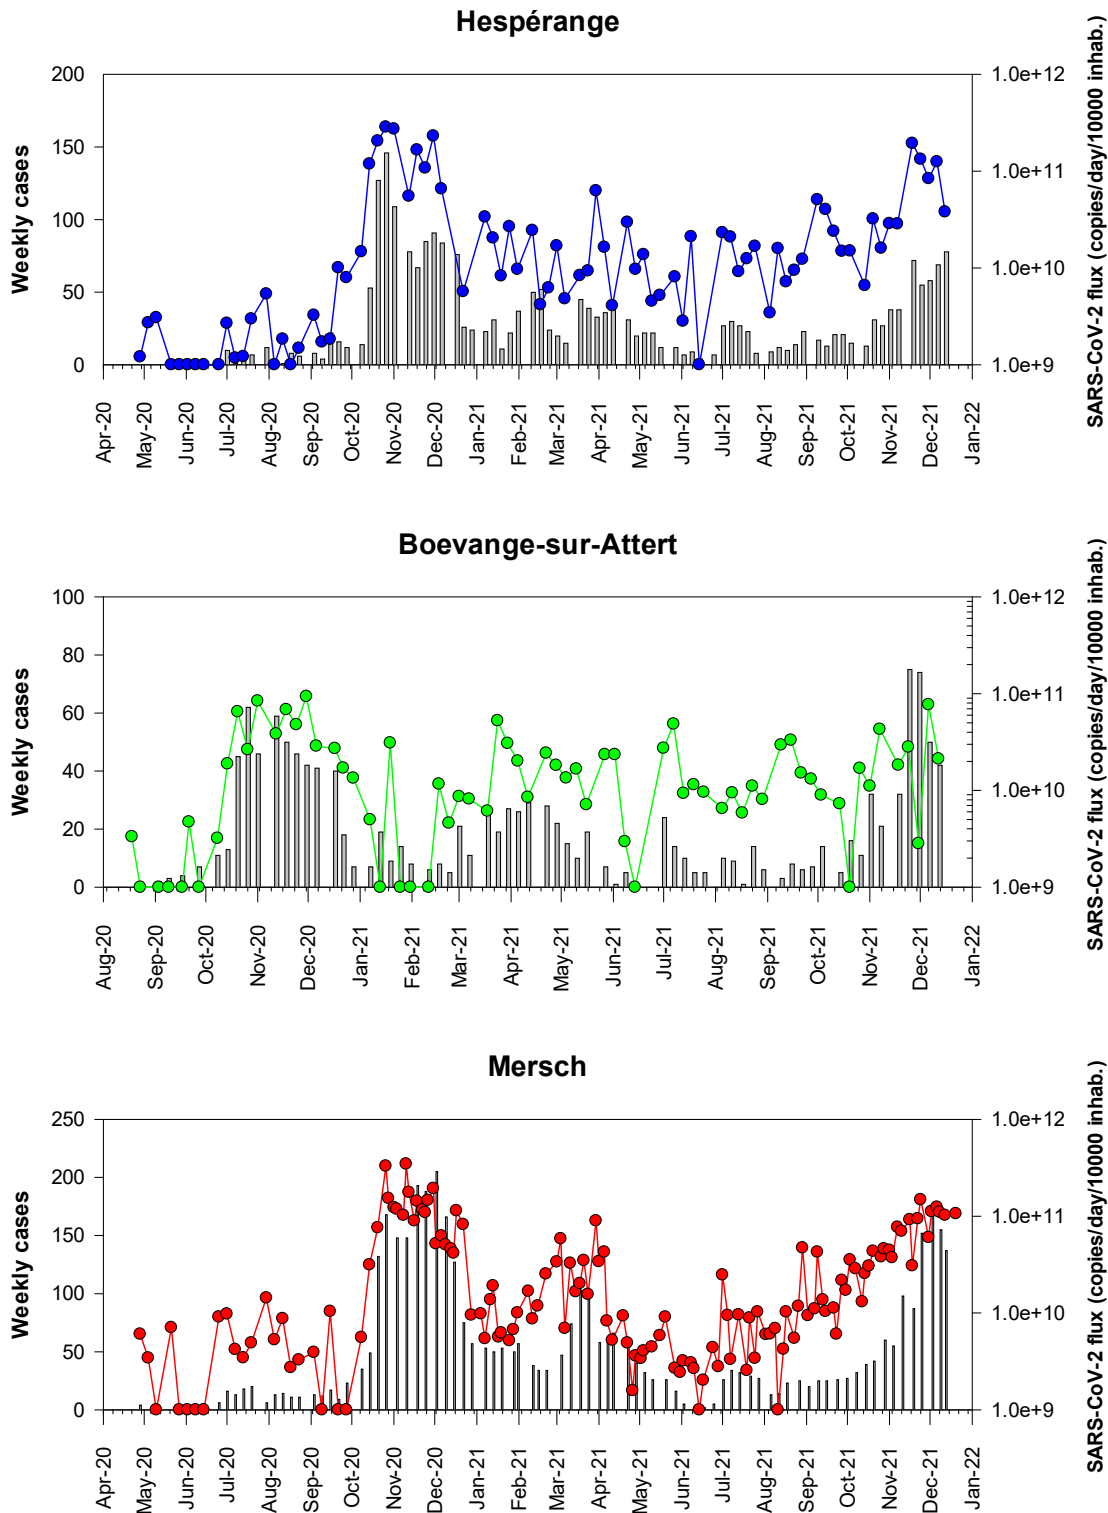 Hespérange
Weekly cases
SARS-CoV-2 flux (copies/day/10000 inhab.)
200
150
100
50
0
1.0e+12
1.0e+11
1.0e+10
1.0e+9
Apr-20
May-20
Jun-20
Jul-20
Aug-20
Sep-20
Oct-20
Nov-20
Dec-20
Jan-21
Feb-21
Mar-21
Apr-21
May-21
Jun-21
Jul-21
Aug-21
Sep-21
Oct-21
Nov-21
Dec-21
Jan-22
Boevange-sur-Attert
Weekly cases
SARS-CoV-2 flux (copies/day/10000 inhab.)
100
80
60
40
20
0
1.0e+12
1.0e+11
1.0e+10
1.0e+9
Aug-20
Sep-20
Oct-20
Nov-20
Dec-20
Jan-21
Feb-21
Mar-21
Apr-21
May-21
Jun-21
Jul-21
Aug-21
Sep-21
Oct-21
Nov-21
Dec-21
Jan-22
Mersch
Weekly cases
SARS-CoV-2 flux (copies/day/10000 inhab.)
250
200
150
100
50
0
1.0e+12
1.0e+11
1.0e+10
1.0e+9
Apr-20
May-20
Jun-20
Jul-20
Aug-20
Sep-20
Oct-20
Nov-20
Dec-20
Jan-21
Feb-21
Mar-21
Apr-21
May-21
Jun-21
Jul-21
Aug-21
Sep-21
Oct-21
Nov-21
Dec-21
Jan-22